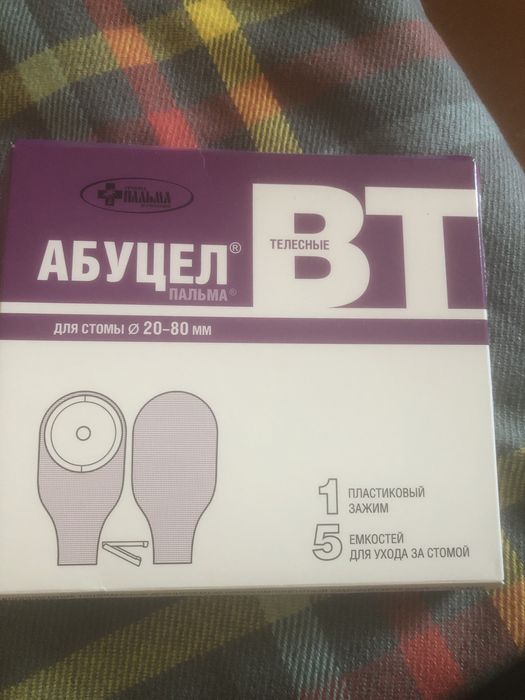 ПАЛЬМА
АБУЦЕЛ®
ПАЛЬМА®
ТЕЛЕСНЫЕ
ВТ
ДЛЯ СТОМЫ Ø 20–80 ММ
1 ПЛАСТИКОВЫЙ
ЗАЖИМ
5 ЕМКОСТЕЙ
ДЛЯ УХОДА ЗА СТОМОЙ